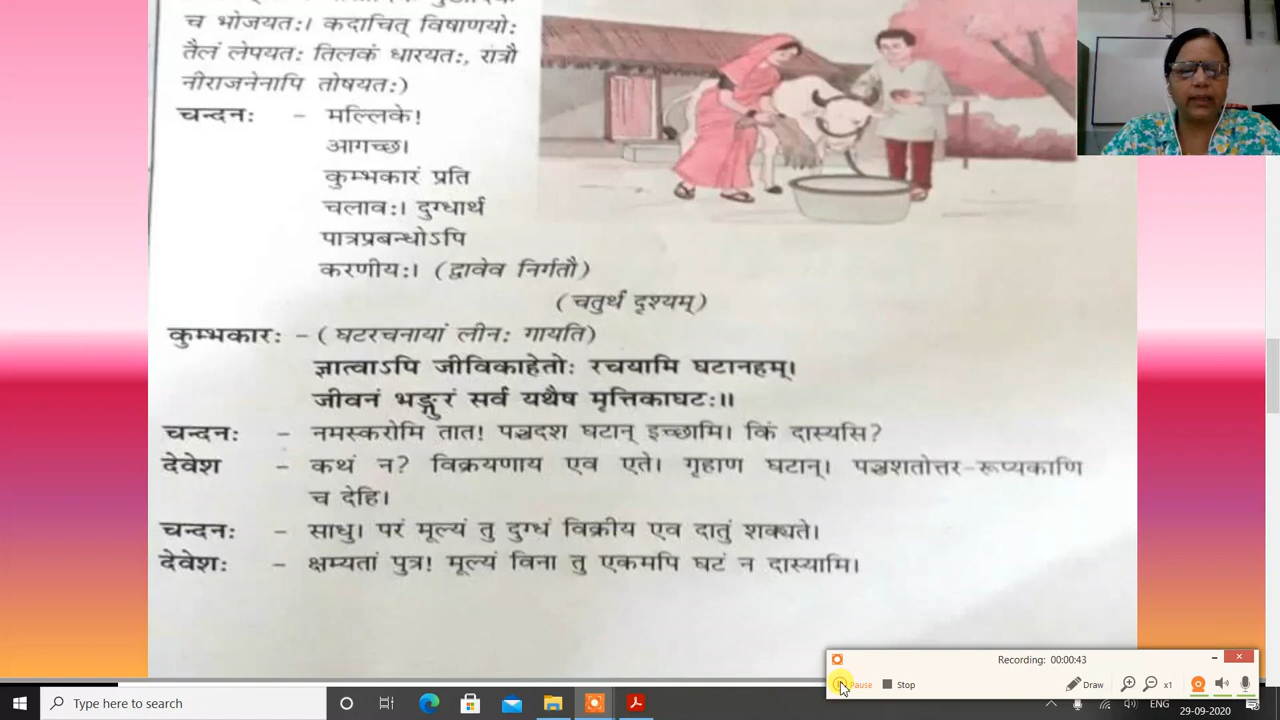 च भोजयतः। कदाचित् विषाणयोः
तैलं लेपयतः तिलकं धारयतः, रात्रौ
नीराजनेनापि तोषयतः)
चन्दनः - मल्लिके!
आगच्छ।
कुम्भकारं प्रति
चलावः। दुग्धार्थं
पात्रप्रबन्धोऽपि
करणीयः। (द्वावेव निर्गतौ)
(चतुर्थं दृश्यम्)
कुम्भकारः - (घटरचनायां लीनः गायति)
ज्ञात्वाऽपि जीविकाहेतोः रचयामि घटानहम्।
जीवनं भङ्गुरं सर्वं यथैष मृत्तिकाघटः॥
चन्दनः - नमस्करोमि तात! पञ्चदश घटान् इच्छामि। किं दास्यसि?
देवेश - कथं न? विक्रयणाय एव एते। गृहाण घटान्। पञ्चशतोत्तर-रूप्यकाणि
च देहि।
चन्दनः - साधु। परं मूल्यं तु दुग्धं विक्रीय एव दातुं शक्यते।
देवेशः - क्षम्यतां पुत्र! मूल्यं विना तु एकमपि घटं न दास्यामि।
Recording: 00:00:43
Pause Stop Draw x1
Type here to search
ENG
29-09-2020